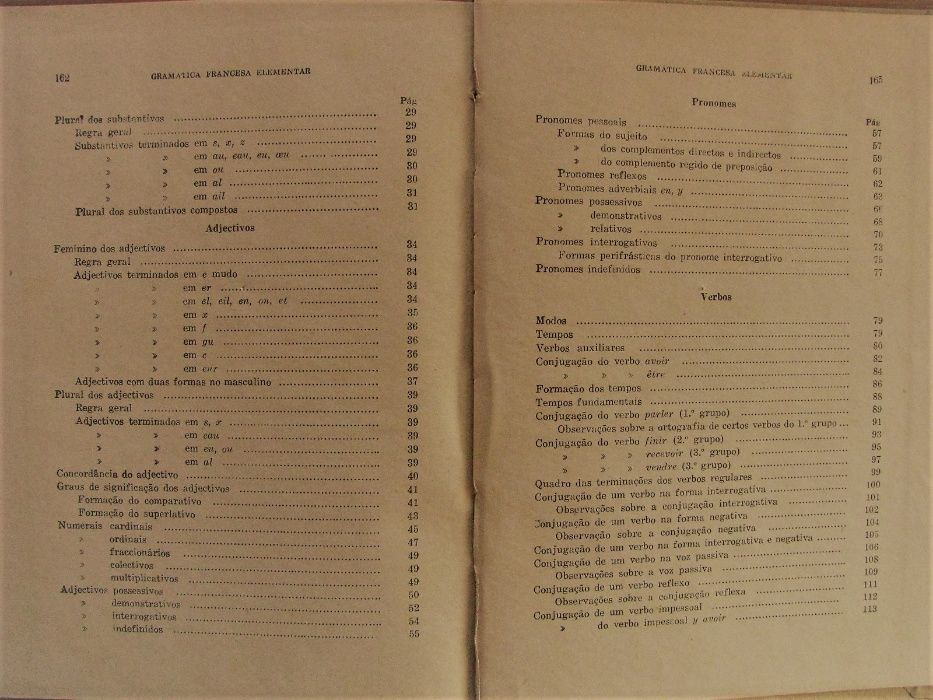 162
GRAMATICA FRANCESA ELEMENTAR
Pág
Plural dos substantivos 29
Regra geral 29
Substantivos terminados em s, x, z 29
» » em au, eau, eu, œu 29
» » em ou 30
» » em al 30
» » em ail 31
Plural dos substantivos compostos 31
Adjectivos
Feminino dos adjectivos 34
Regra geral 34
Adjectivos terminados em e mudo 34
» » em er 34
» » em el, eil, en, on, et 34
» » em x 35
» » em f 36
» » em gu 36
» » em c 36
» » em eur 36
Adjectivos com duas formas no masculino 37
Plural dos adjectivos 39
Regra geral 39
Adjectivos terminados em s, x 39
» » em eau 39
» » em eu, ou 39
» » em al 39
Concordância do adjectivo 40
Graus de significação dos adjectivos 41
Formação do comparativo 41
Formação do superlativo 43
Numerais cardinais 45
» ordinais 47
» fraccionários 49
» colectivos 49
» multiplicativos 49
Adjectivos possessivos 50
» demonstrativos 52
» interrogativos 54
» indefinidos 55
GRAMATICA FRANCESA ELEMENTAR
165
Pronomes
Pág
Pronomes pessoais 57
Formas do sujeito 57
» dos complementos directos e indirectos 59
» do complemento regido de preposição 61
Pronomes reflexos 62
Pronomes adverbiais en, y 63
Pronomes possessivos
» demonstrativos 68
» relativos 70
Pronomes interrogativos 73
Formas perifrásticas do pronome interrogativo 75
Pronomes indefinidos 77
Verbos
Modos 79
Tempos 79
Verbos auxiliares 80
Conjugação do verbo avoir 82
» » » être 84
Formação dos tempos 86
Tempos fundamentais 88
Conjugação do verbo parler (1.º grupo) 89
Observações sobre a ortografia de certos verbos do 1.º grupo ... 91
Conjugação do verbo finir (2.º grupo) 93
» » » recevoir (3.º grupo) 95
» » » vendre (3.º grupo) 97
Quadro das terminações dos verbos regulares 99
Conjugação de um verbo na forma interrogativa 100
Observações sobre a conjugação interrogativa 101
Conjugação de um verbo na forma negativa 102
Observação sobre a conjugação negativa 104
Conjugação de um verbo na forma interrogativa e negativa 105
Conjugação de um verbo na voz passiva 106
Observações sobre a voz passiva 108
Conjugação de um verbo reflexo 109
Observações sobre a conjugação reflexa 111
Conjugação de um verbo impessoal 112
» do verbo impessoal y avoir 113